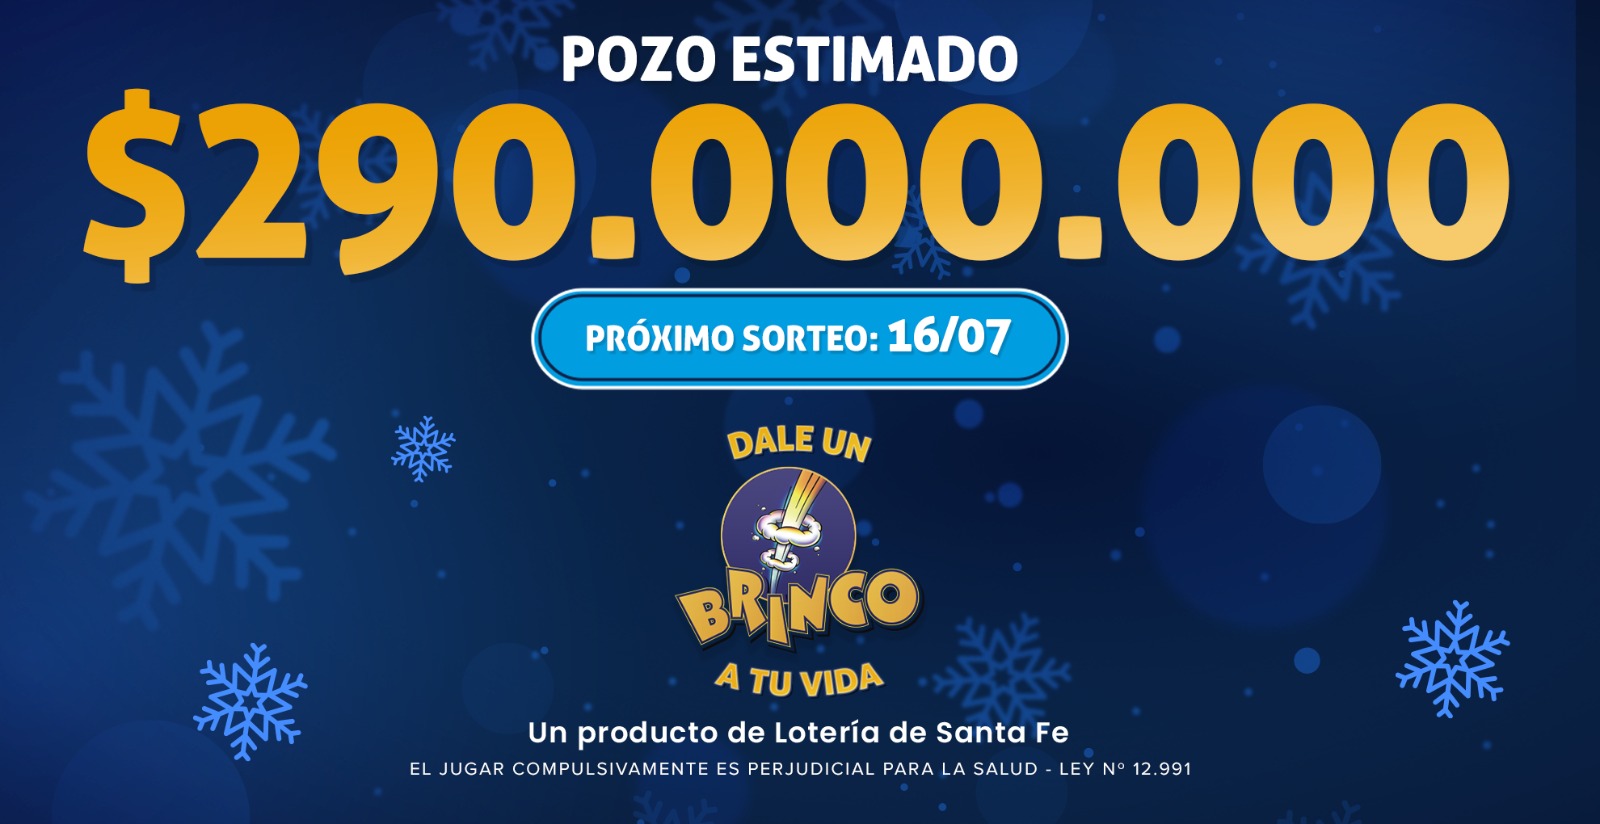 POZO ESTIMADO
$290.000.000
PRÓXIMO SORTEO: 16/07
DALE UN
BRINCO
A TU VIDA
Un producto de Lotería de Santa Fe
EL JUGAR COMPULSIVAMENTE ES PERJUDICIAL PARA LA SALUD - LEY Nº 12.991